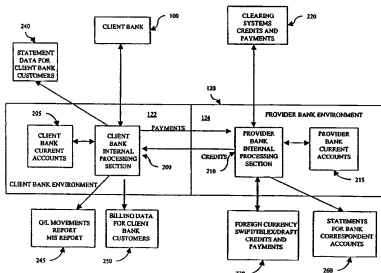 240
STATEMENT
DATA FOR
CLIENT BANK
CUSTOMERS
CLIENT BANK
100
CLEARING
SYSTEMS
CREDITS AND
PAYMENTS
220
120
122
124
PROVIDER BANK ENVIRONMENT
205
CLIENT
BANK
CURRENT
ACCOUNTS
CLIENT
BANK
INTERNAL
PROCESSING
SECTION
200
PAYMENTS
CREDITS
210
PROVIDER
BANK
INTERNAL
PROCESSING
SECTION
PROVIDER
BANK
CURRENT
ACCOUNTS
215
CLIENT BANK ENVIRONMENT
G/L MOVEMENTS
REPORT
MIS REPORT
245
BILLING DATA
FOR CLIENT
BANK
CUSTOMERS
250
FOREIGN CURRENCY
SWIFT/TELEX/DRAFT
CREDITS AND
PAYMENTS
STATEMENTS
FOR BANK
CORRESPONDENT
ACCOUNTS
260